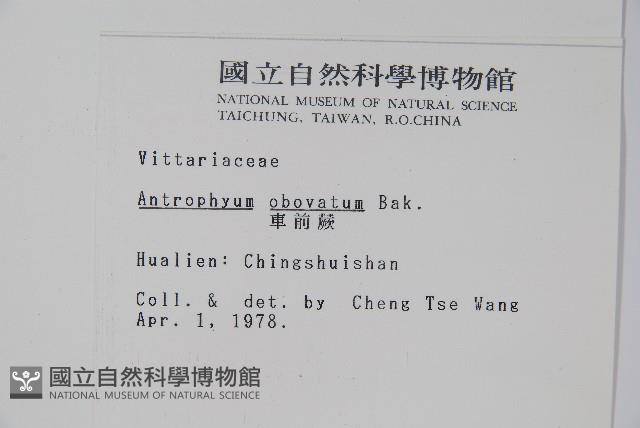 國立自然科學博物館
NATIONAL MUSEUM OF NATURAL SCIENCE
TAICHUNG, TAIWAN, R.O.CHINA
Vittariaceae
Antrophyum obovatum Bak.
車前蕨
Hualien: Chingshuishan
Coll. & det. by Cheng Tse Wang
Apr. 1, 1978.
國立自然科學博物館
NATIONAL MUSEUM OF NATURAL SCIENCE